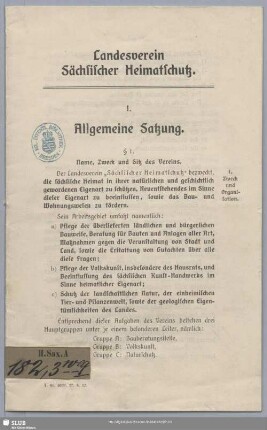 Landesverein
Sächsischer Heimatschutz.
I.
Allgemeine Satzung.
§ 1.
Name, Zweck und Sitz des Vereins.
Der Landesverein „Sächsischer Heimatschutz" bezweckt,
die sächsische Heimat in ihrer natürlichen und geschichtlich
gewordenen Eigenart zu schützen, Neuentstehendes im Sinne
dieser Eigenart zu beeinflussen, sowie das Bau- und
Wohnungswesen zu fördern.
1.
Zweck
und
Organi-
sation.
Sein Arbeitsgebiet umfaßt namentlich:
a) Pflege der überlieferten ländlichen und bürgerlichen
Bauweise, Beratung für Bauten und Anlagen aller Art,
Maßnahmen gegen die Verunstaltung von Stadt und
Land, sowie die Erstattung von Gutachten über alle
diese Fragen;
b) Pflege der Volkskunst, insbesondere des Hausrats, und
Beeinflussung des Sächsischen Kunst-Handwerks im
Sinne heimatlicher Eigenart;
c) Schutz der landschaftlichen Natur, der einheimischen
Tier- und Pflanzenwelt, sowie der geologischen Eigen-
tümlichkeiten des Landes.
Entsprechend dieser Aufgaben des Vereins bestehen drei
Hauptgruppen unter je einem besonderen Leiter, nämlich:
Gruppe A: Bauberatungsstelle,
Gruppe B: Volkskunst,
Gruppe C: Naturschutz.
H.Sax.A
182,3
SLUB